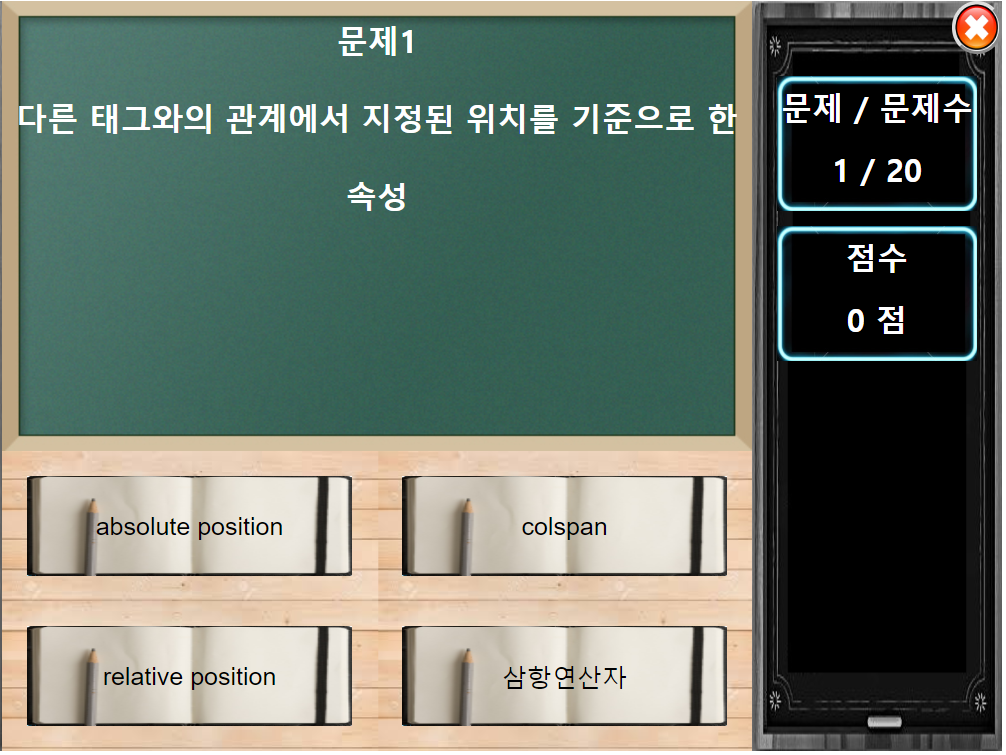 문제1
다른 태그와의 관계에서 지정된 위치를 기준으로 한
속성
문제 / 문제수
1 / 20
점수
0 점
absolute position
colspan
relative position
삼항연산자